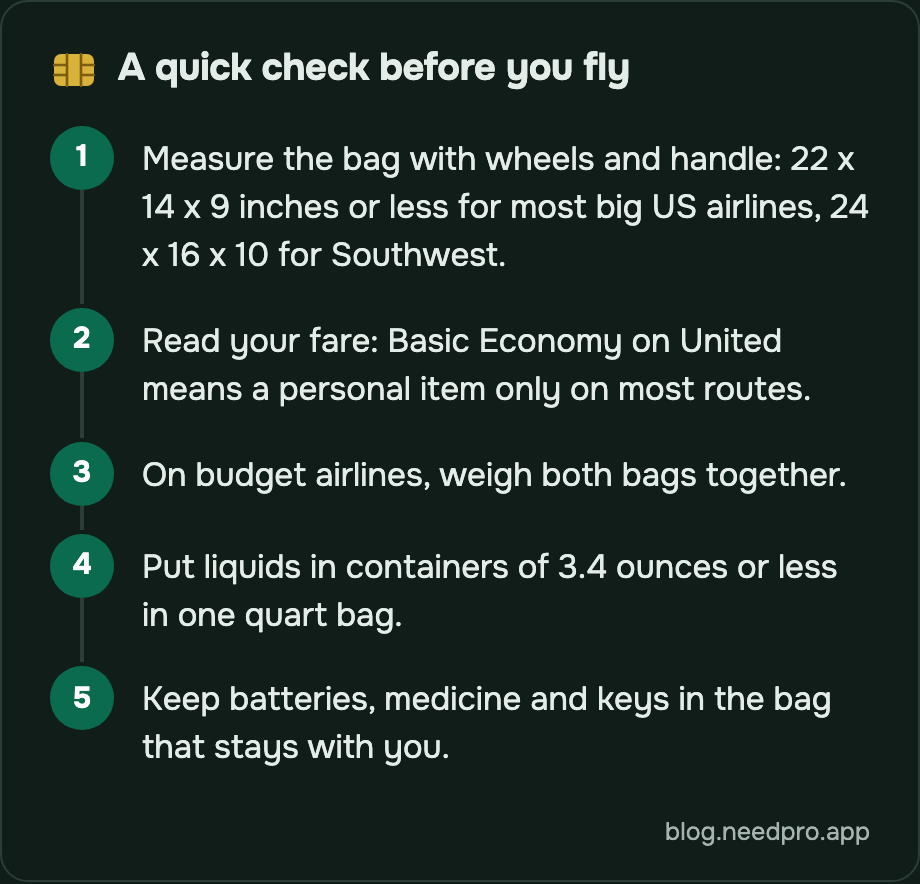 A quick check before you fly
1
Measure the bag with wheels and handle: 22 x
14 x 9 inches or less for most big US airlines, 24
x 16 x 10 for Southwest.
2
Read your fare: Basic Economy on United
means a personal item only on most routes.
3
On budget airlines, weigh both bags together.
4
Put liquids in containers of 3.4 ounces or less
in one quart bag.
5
Keep batteries, medicine and keys in the bag
that stays with you.
blog.needpro.app